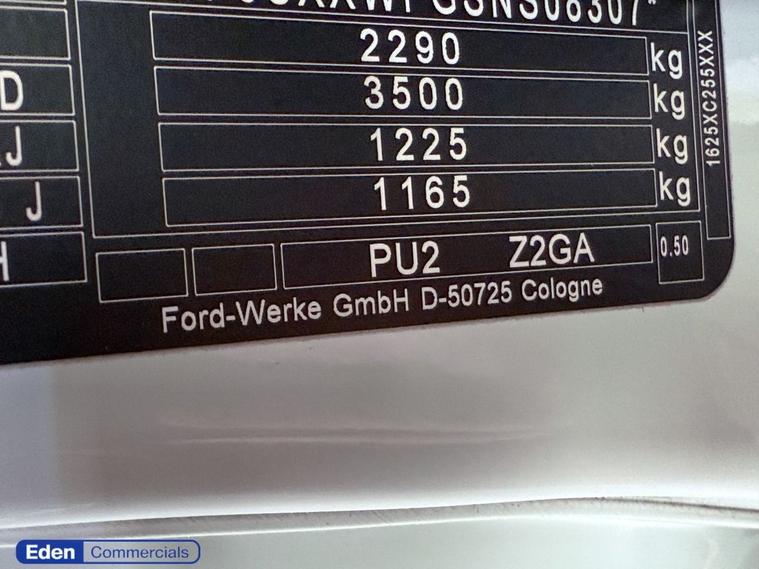 2290 kg
3500 kg
D
1225 kg
J
1165 kg
J
1625XC255XXX
PU2 Z2GA 0.50
Ford-Werke GmbH D-50725 Cologne
Eden Commercials